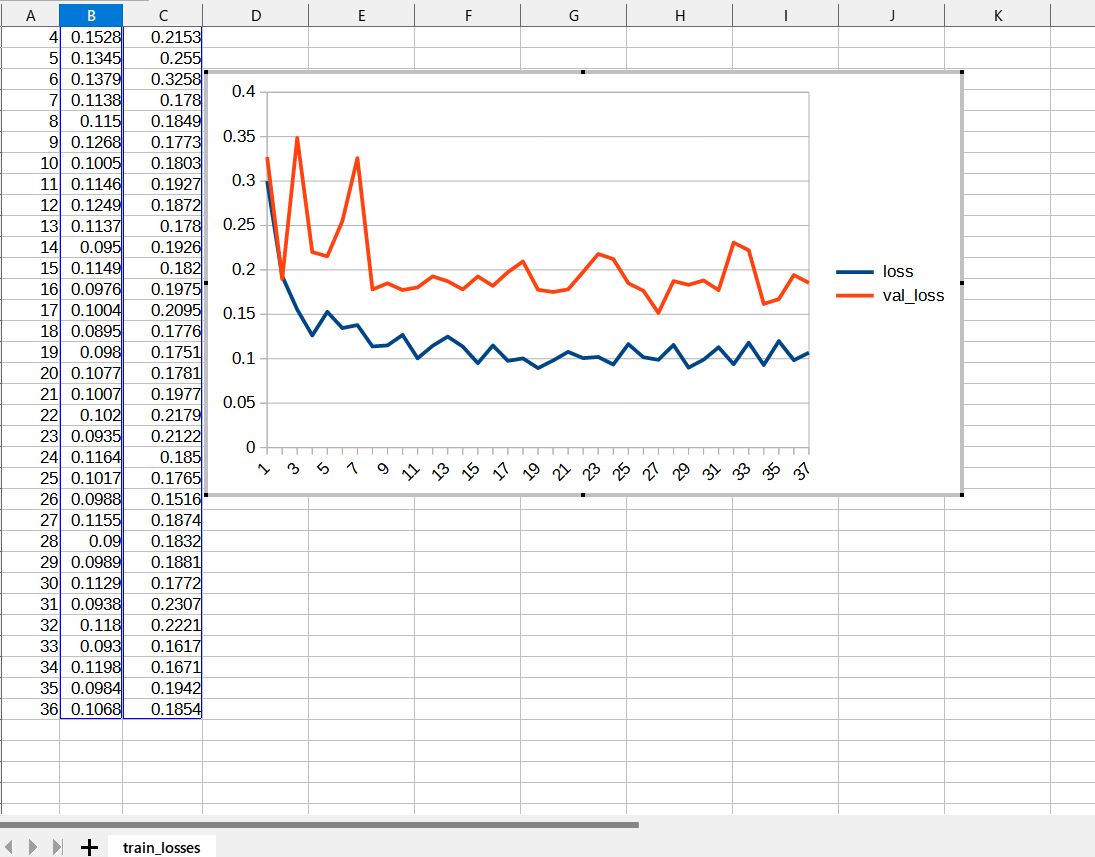 A B C D E F G H I J K
4 0.1528 0.2153
5 0.1345 0.255
6 0.1379 0.3258
7 0.1138 0.178
8 0.115 0.1849
9 0.1268 0.1773
10 0.1005 0.1803
11 0.1146 0.1927
12 0.1249 0.1872
13 0.1137 0.178
14 0.095 0.1926
15 0.1149 0.182
16 0.0976 0.1975
17 0.1004 0.2095
18 0.0895 0.1776
19 0.098 0.1751
20 0.1077 0.1781
21 0.1007 0.1977
22 0.102 0.2179
23 0.0935 0.2122
24 0.1164 0.185
25 0.1017 0.1765
26 0.0988 0.1516
27 0.1155 0.1874
28 0.09 0.1832
29 0.0989 0.1881
30 0.1129 0.1772
31 0.0938 0.2307
32 0.118 0.2221
33 0.093 0.1617
34 0.1198 0.1671
35 0.0984 0.1942
36 0.1068 0.1854
0.4
0.35
0.3
0.25
0.2
0.15
0.1
0.05
0
1 3 5 7 9 11 13 15 17 19 21 23 25 27 29 31 33 35 37
loss
val_loss
train_losses